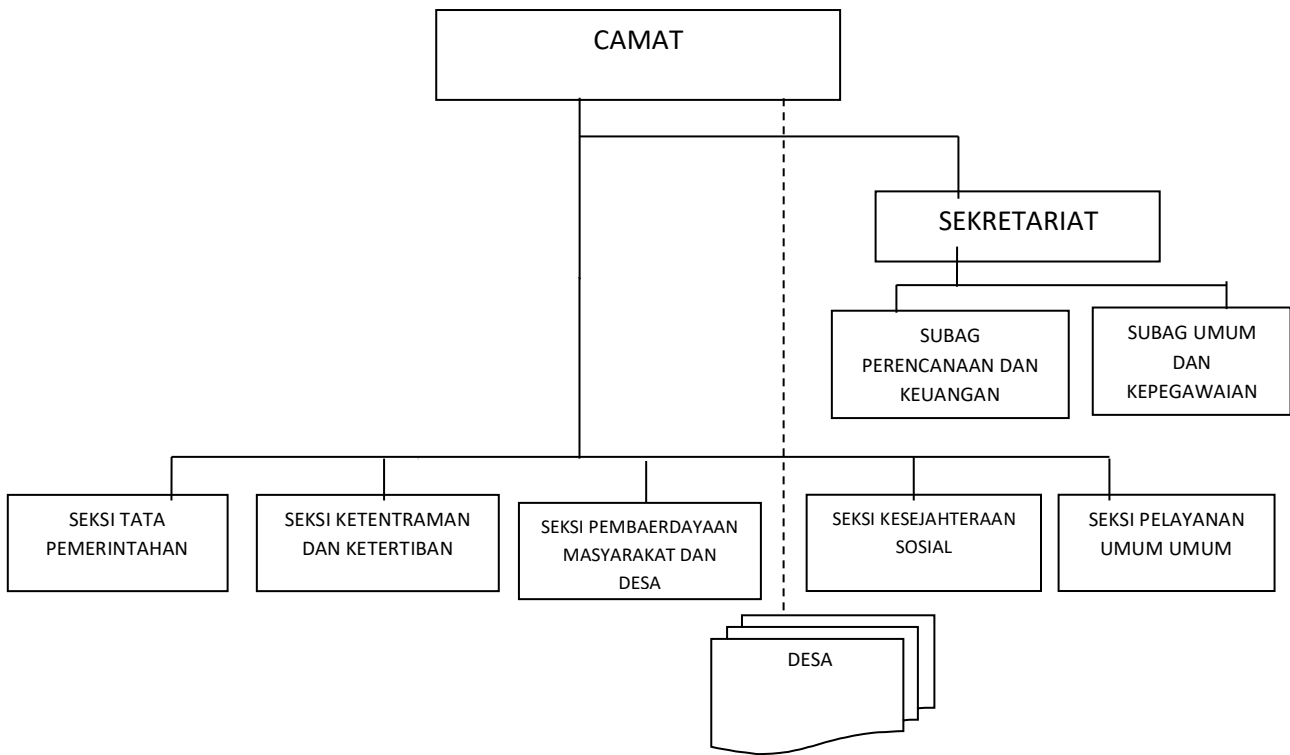 CAMAT
SEKRETARIAT
SUBAG
PERENCANAAN DAN
KEUANGAN
SUBAG UMUM
DAN
KEPEGAWAIAN
SEKSI TATA
PEMERINTAHAN
SEKSI KETENTRAMAN
DAN KETERTIBAN
SEKSI PEMBAERDAYAAN
MASYARAKAT DAN
DESA
SEKSI KESEJAHTERAAN
SOSIAL
SEKSI PELAYANAN
UMUM UMUM
DESA